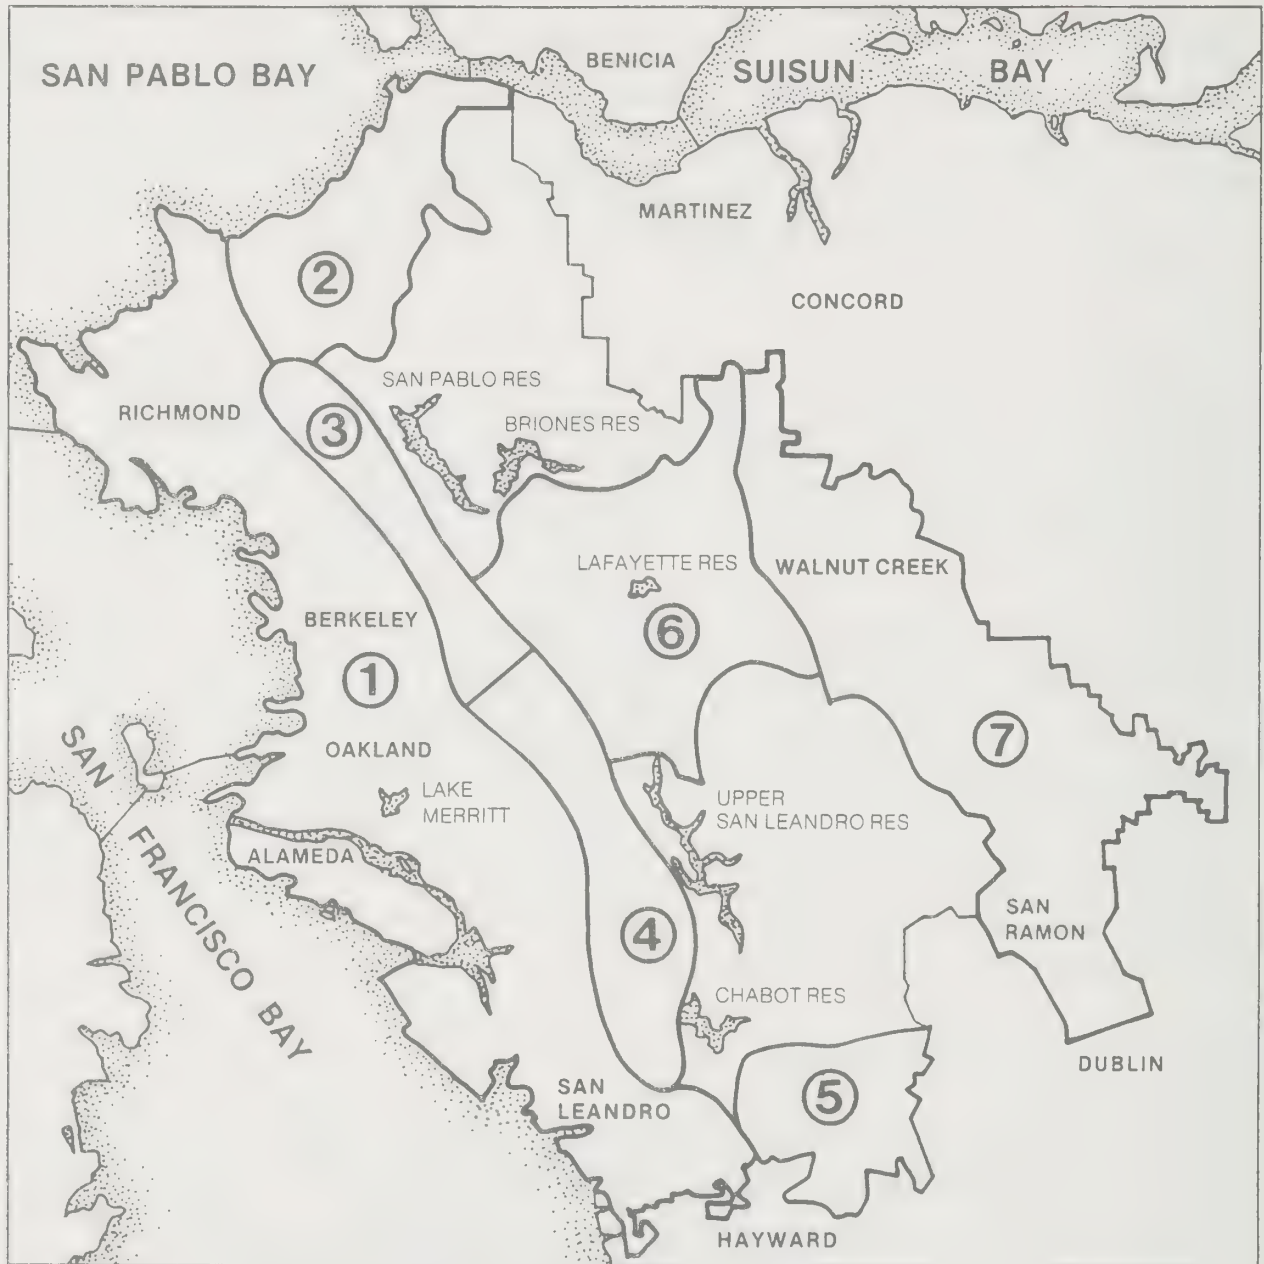 SAN PABLO BAY
BENICIA
SUISUN BAY
MARTINEZ
2
CONCORD
SAN PABLO RES
RICHMOND
BRIONES RES
3
LAFAYETTE RES
WALNUT CREEK
BERKELEY
6
1
OAKLAND
7
LAKE
MERRITT
UPPER
SAN LEANDRO RES
ALAMEDA
SAN FRANCISCO BAY
SAN
RAMON
4
CHABOT RES
DUBLIN
SAN
LEANDRO
5
HAYWARD